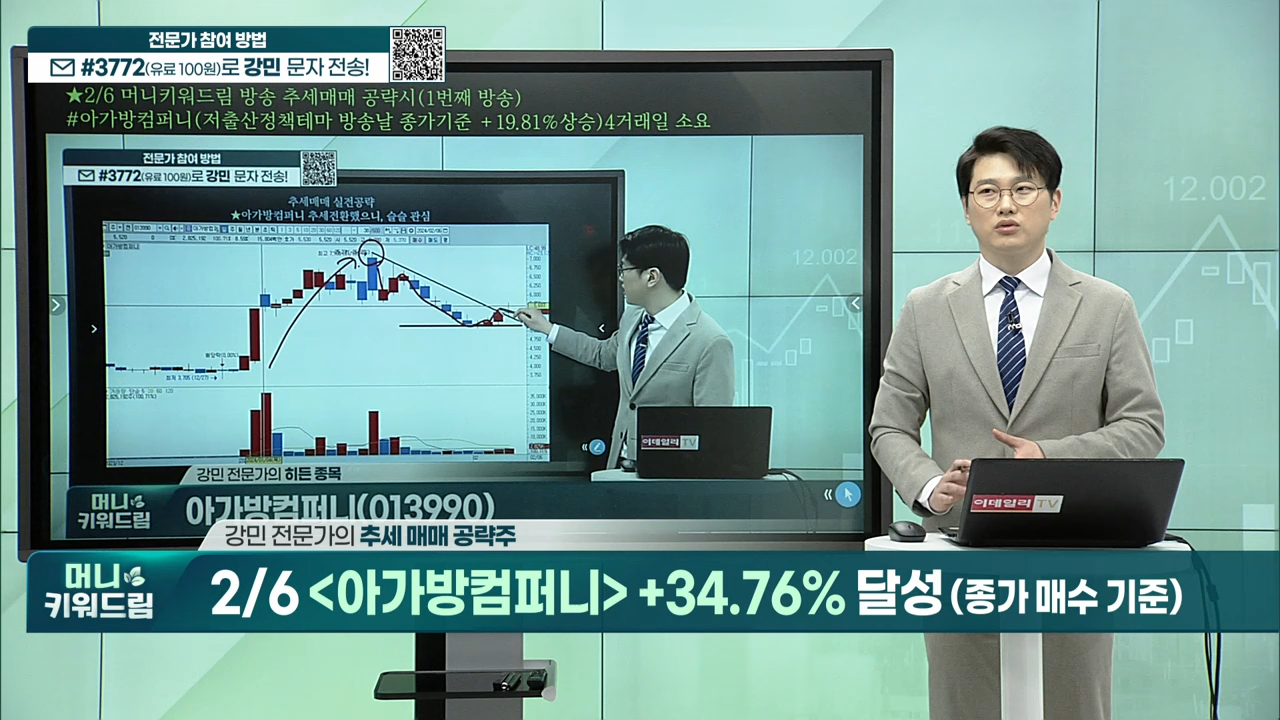 전문가 참여 방법
#3772(유료 100원)로 강민 문자 전송!
★2/6 머니키워드림 방송 추세매매 공략시(1번째 방송)
#아가방컴퍼니(저출산정책테마 방송날 종가기준 +19.81%상승)4거래일 소요
전문가 참여 방법
#3772(유료 100원)로 강민 문자 전송!
추세매매 실전공략
★아가방컴퍼니 추세전환했으니, 슬슬 관심
12.002
12.002
이데일리 TV
강민 전문가의 히든 종목
머니
키워드림
아가방컴퍼니(013990)
이데일리 TV
강민 전문가의 추세 매매 공략주
머니
키워드림
2/6 <아가방컴퍼니> +34.76% 달성 (종가 매수 기준)